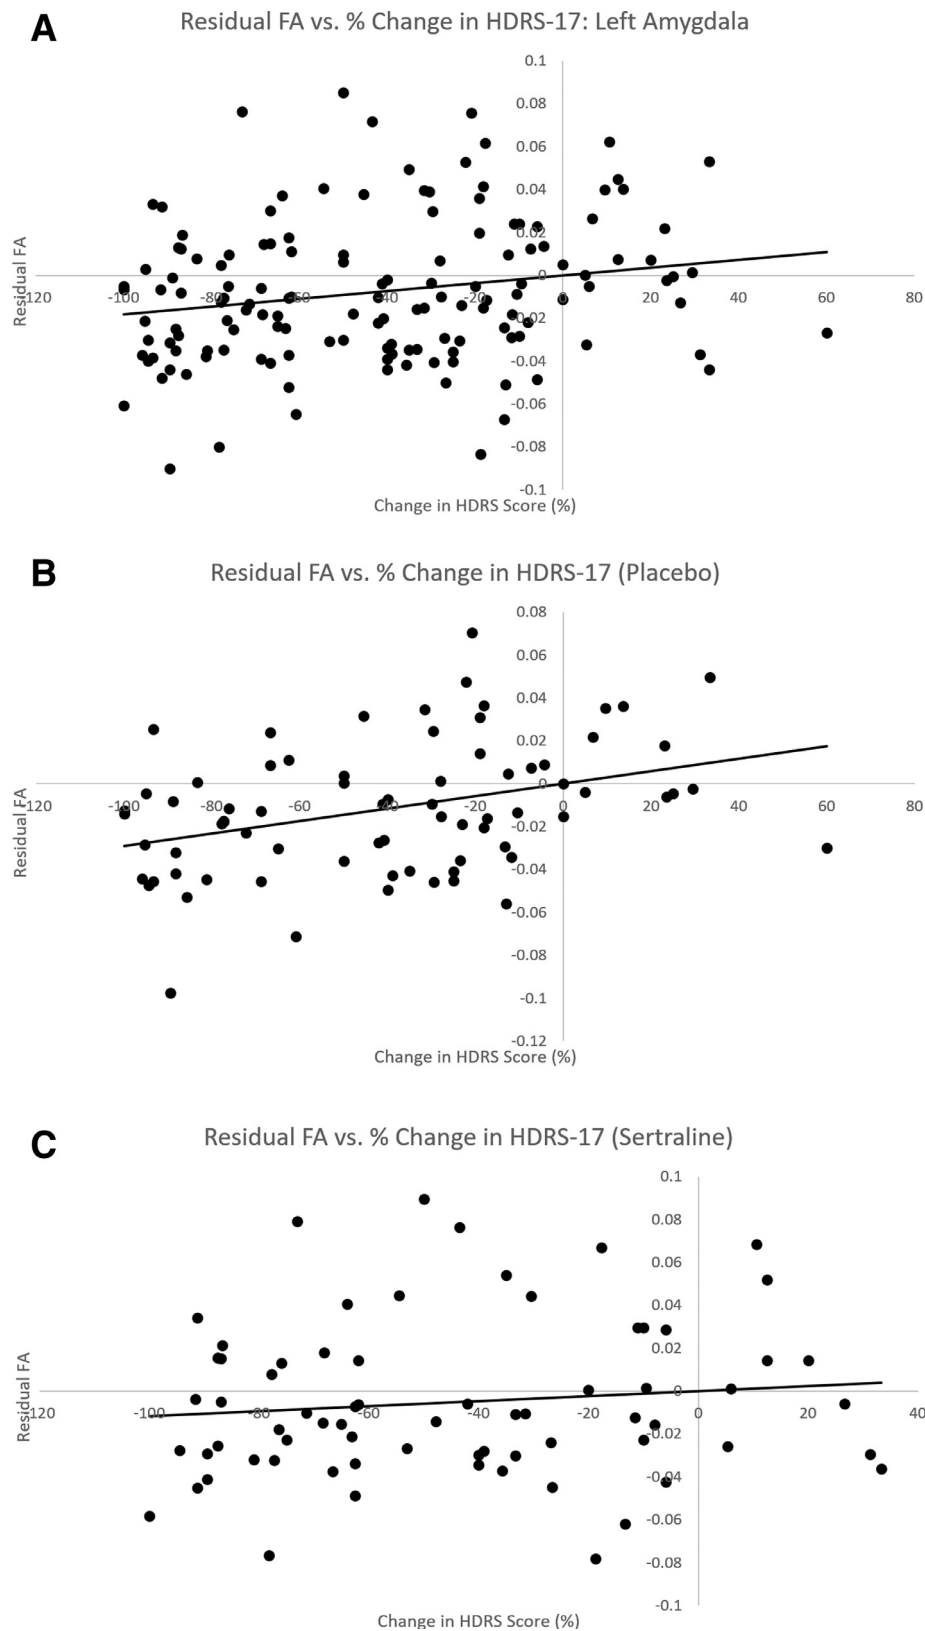 A
Residual FA vs. % Change in HDRS-17: Left Amygdala
0.1
0.08
0.06
0.04
0.02
0
-120 -100 -80 -60 -40 -20 0 20 40 60 80
-0.02
-0.04
-0.06
-0.08
-0.1
Residual FA
Change in HDRS Score (%)
B
Residual FA vs. % Change in HDRS-17 (Placebo)
0.08
0.06
0.04
0.02
0
-120 -100 -80 -60 -40 -20 0 20 40 60 80
-0.02
-0.04
-0.06
-0.08
-0.1
-0.12
Residual FA
Change in HDRS Score (%)
C
Residual FA vs. % Change in HDRS-17 (Sertraline)
0.1
0.08
0.06
0.04
0.02
0
-120 -100 -80 -60 -40 -20 0 20 40
-0.02
-0.04
-0.06
-0.08
-0.1
Residual FA
Change in HDRS Score (%)